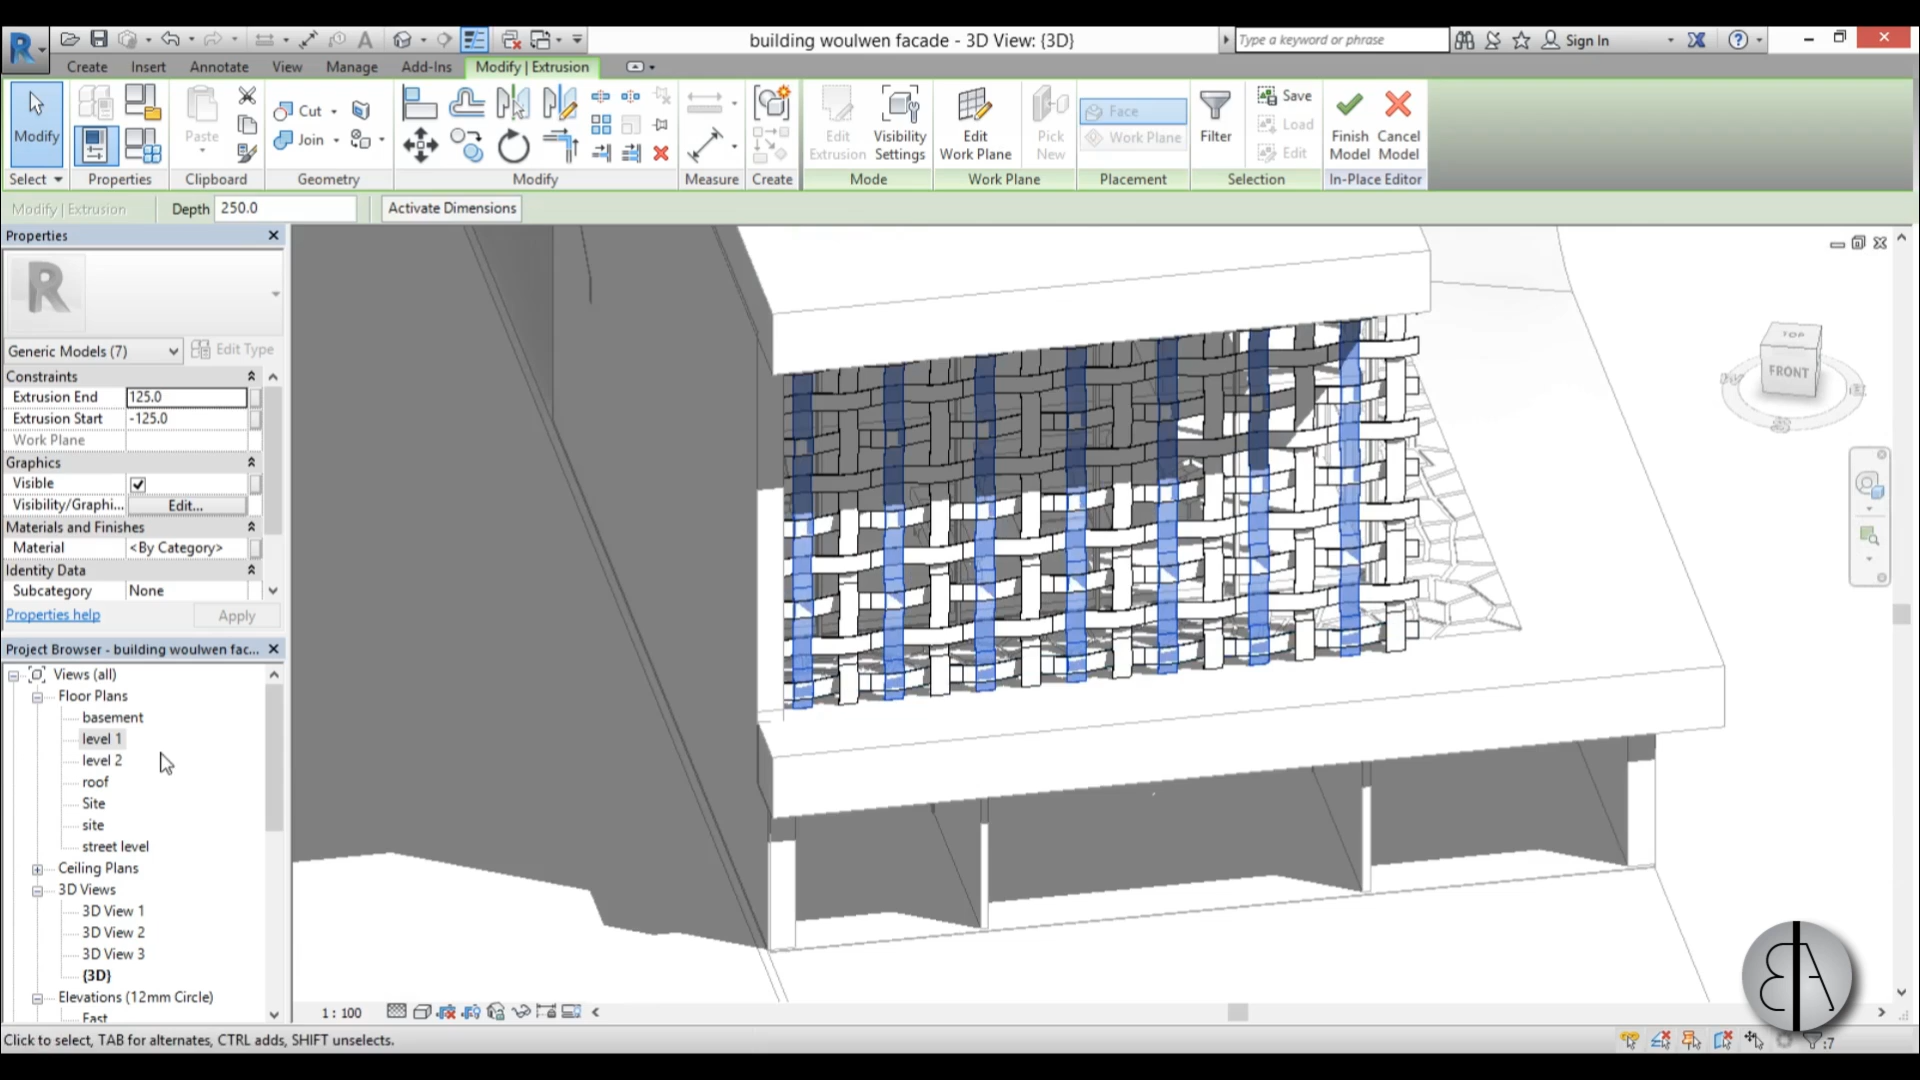 building woulwen facade - 3D View: {3D}
Type a keyword or phrase
Sign In
Create Insert Annotate View Manage Add-Ins Modify | Extrusion
Modify
Paste
Cut
Join
Edit Extrusion
Visibility Settings
Edit Work Plane
Pick New
Face
Work Plane
Filter
Save
Load
Edit
Finish Model
Cancel Model
Select Properties Clipboard Geometry Modify Measure Create Mode Work Plane Placement Selection In-Place Editor
Modify | Extrusion Depth 250.0 Activate Dimensions
Properties
R
Generic Models (7) Edit Type
Constraints
Extrusion End 125.0
Extrusion Start -125.0
Work Plane
Graphics
Visible
Visibility/Graphi... Edit...
Materials and Finishes
Material <By Category>
Identity Data
Subcategory None
Properties help Apply
Project Browser - building woulwen fac...
Views (all)
Floor Plans
basement
level 1
level 2
roof
Site
site
street level
Ceiling Plans
3D Views
3D View 1
3D View 2
3D View 3
{3D}
Elevations (12mm Circle)
East
TOP
FRONT
1 : 100
Click to select, TAB for alternates, CTRL adds, SHIFT unselects.
:7